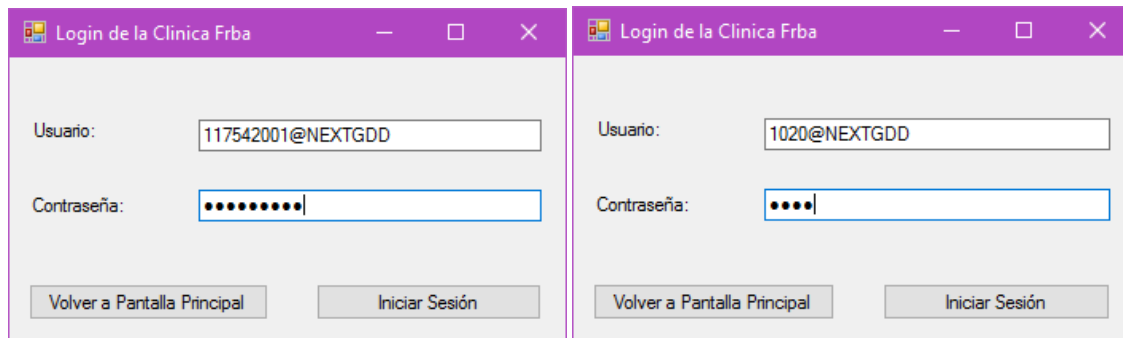 Login de la Clinica Frba
Usuario: 117542001@NEXTGDD
Contraseña: •••••••••
Volver a Pantalla Principal Iniciar Sesión
Login de la Clinica Frba
Usuario: 1020@NEXTGDD
Contraseña: ••••
Volver a Pantalla Principal Iniciar Sesión